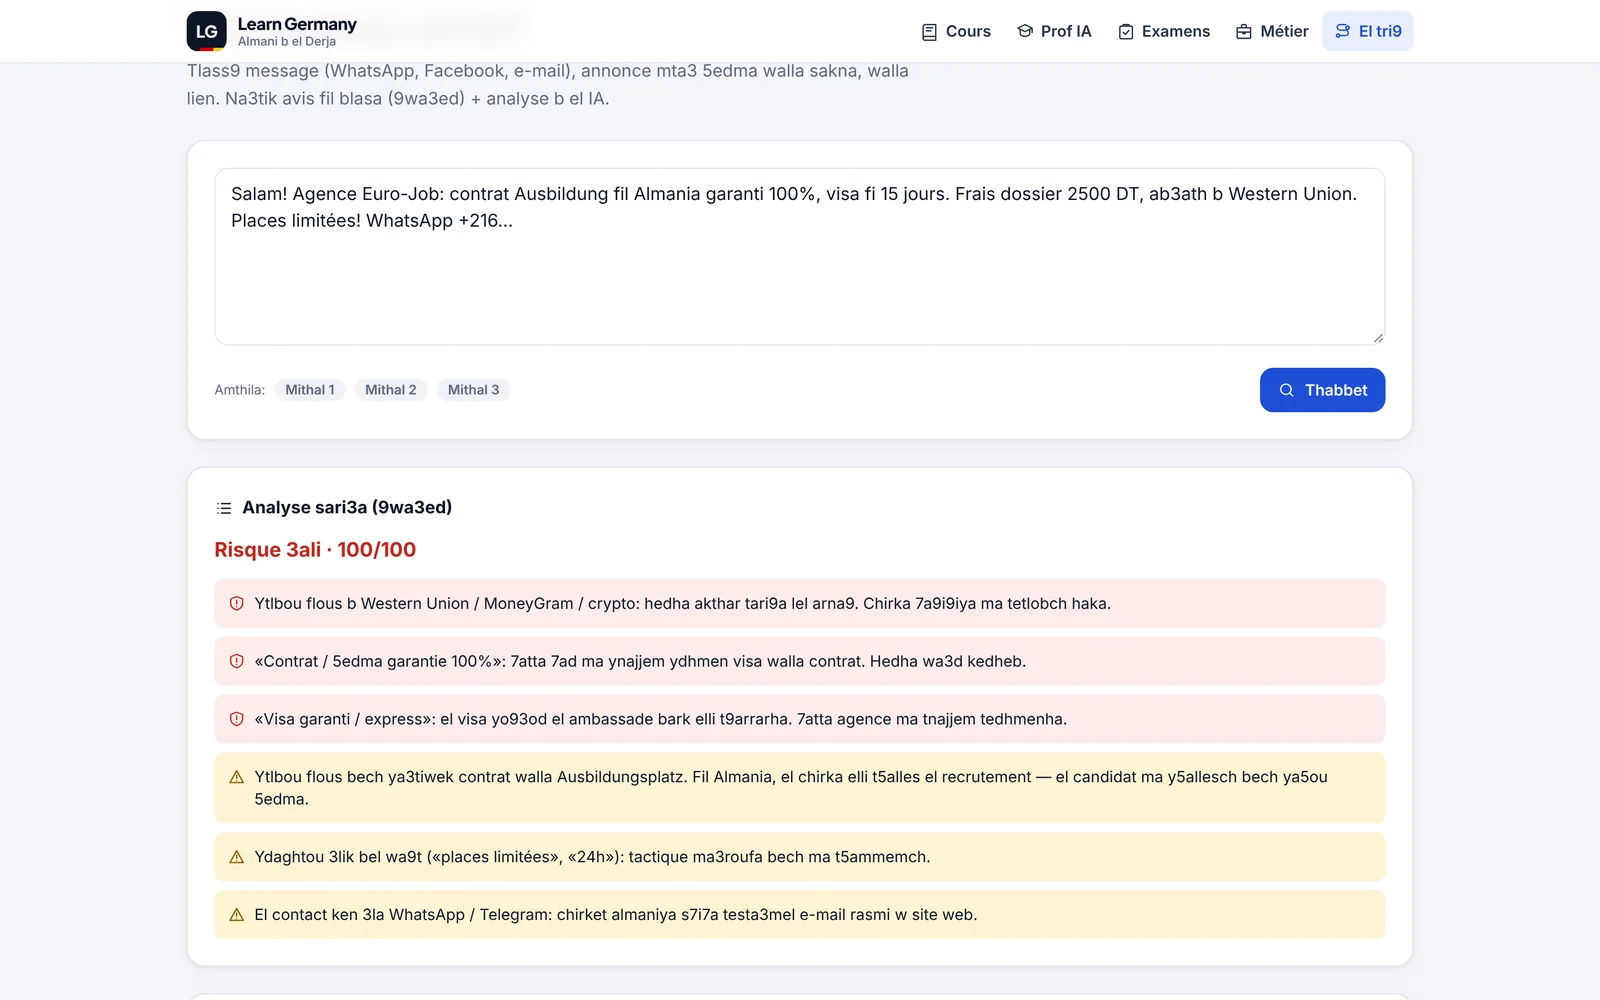 LG
Learn Germany
Almani b el Derja
Cours
Prof IA
Examens
Métier
El tri9
Tlass9 message (WhatsApp, Facebook, e-mail), annonce mta3 5edma walla sakna, walla
lien. Na3tik avis fil blasa (9wa3ed) + analyse b el IA.
Salam! Agence Euro-Job: contrat Ausbildung fil Almania garanti 100%, visa fi 15 jours. Frais dossier 2500 DT, ab3ath b Western Union.
Places limitées! WhatsApp +216...
Amthila:
Mithal 1
Mithal 2
Mithal 3
Thabbet
Analyse sari3a (9wa3ed)
Risque 3ali · 100/100
Ytlbou flous b Western Union / MoneyGram / crypto: hedha akthar tari9a lel arna9. Chirka 7a9i9iya ma tetlobch haka.
«Contrat / 5edma garantie 100%»: 7atta 7ad ma ynajjem ydhmen visa walla contrat. Hedha wa3d kedheb.
«Visa garanti / express»: el visa yo93od el ambassade bark elli t9arrarha. 7atta agence ma tnajjem tedhmenha.
Ytlbou flous bech ya3tiwek contrat walla Ausbildungsplatz. Fil Almania, el chirka elli t5alles el recrutement — el candidat ma y5allesch bech ya5ou
5edma.
Ydaghtou 3lik bel wa9t («places limitées», «24h»): tactique ma3roufa bech ma t5ammemch.
El contact ken 3la WhatsApp / Telegram: chirket almaniya s7i7a testa3mel e-mail rasmi w site web.